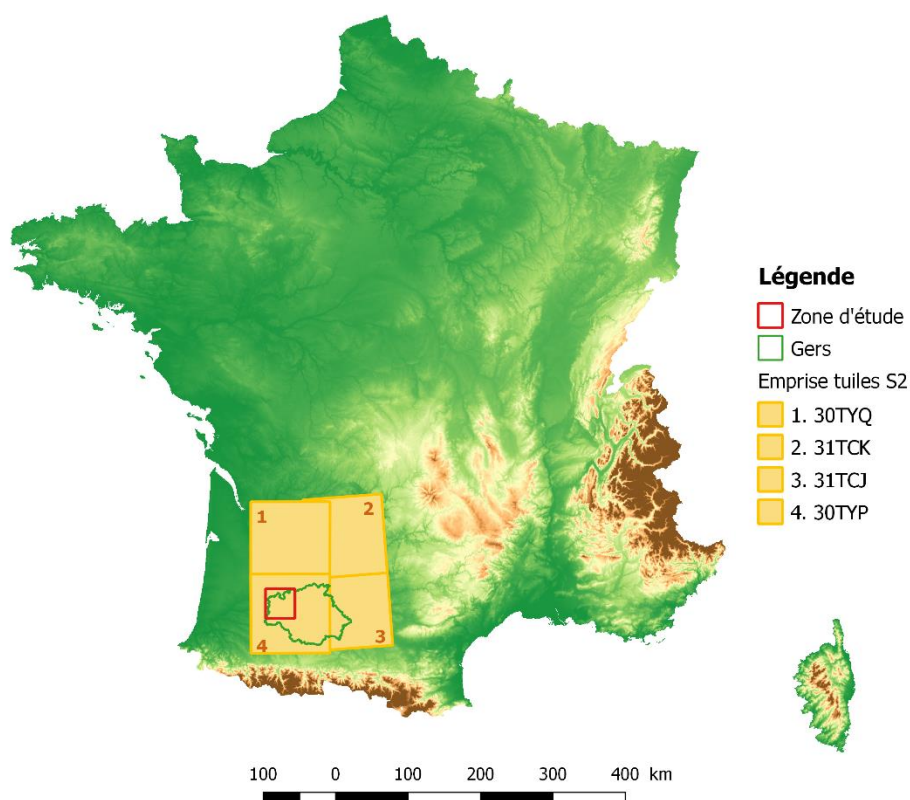 Légende
Zone d'étude
Gers
Emprise tuiles S2
1. 30TYQ
2. 31TCK
3. 31TCJ
4. 30TYP
1
2
3
4
100 0 100 200 300 400 km